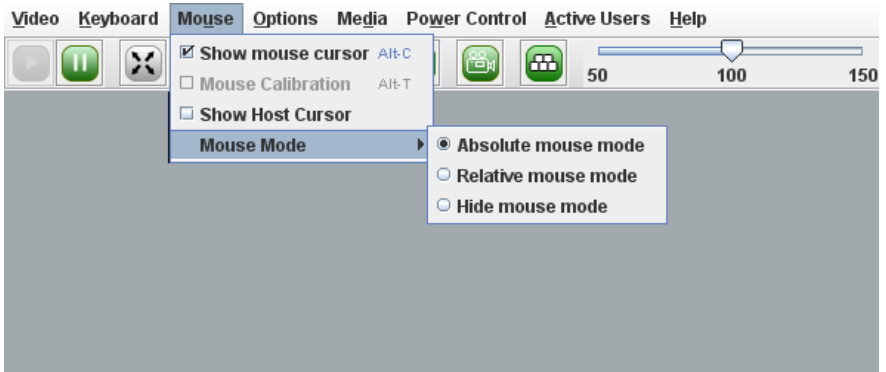 Video Keyboard Mouse Options Media Power Control Active Users Help
Show mouse cursor Alt-C
50 100 150
Mouse Calibration Alt-T
Show Host Cursor
Mouse Mode
Absolute mouse mode
Relative mouse mode
Hide mouse mode